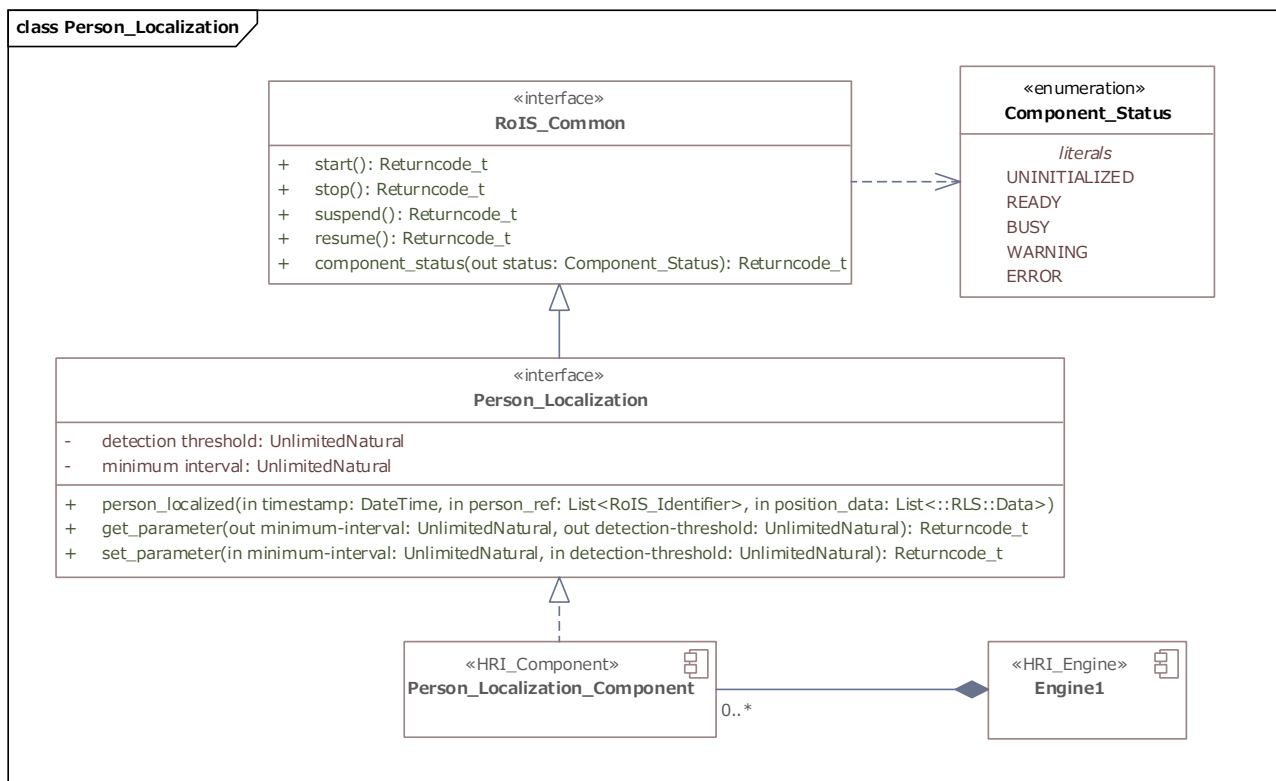 class Person_Localization
«interface»
RoIS_Common
+ start(): Returncode_t
+ stop(): Returncode_t
+ suspend(): Returncode_t
+ resume(): Returncode_t
+ component_status(out status: Component_Status): Returncode_t
«enumeration»
Component_Status
literals
UNINITIALIZED
READY
BUSY
WARNING
ERROR
«interface»
Person_Localization
- detection threshold: UnlimitedNatural
- minimum interval: UnlimitedNatural
+ person_localized(in timestamp: DateTime, in person_ref: List<RoIS_Identifier>, in position_data: List<::RLS::Data>)
+ get_parameter(out minimum-interval: UnlimitedNatural, out detection-threshold: UnlimitedNatural): Returncode_t
+ set_parameter(in minimum-interval: UnlimitedNatural, in detection-threshold: UnlimitedNatural): Returncode_t
«HRI_Component»
Person_Localization_Component
0..*
«HRI_Engine»
Engine1